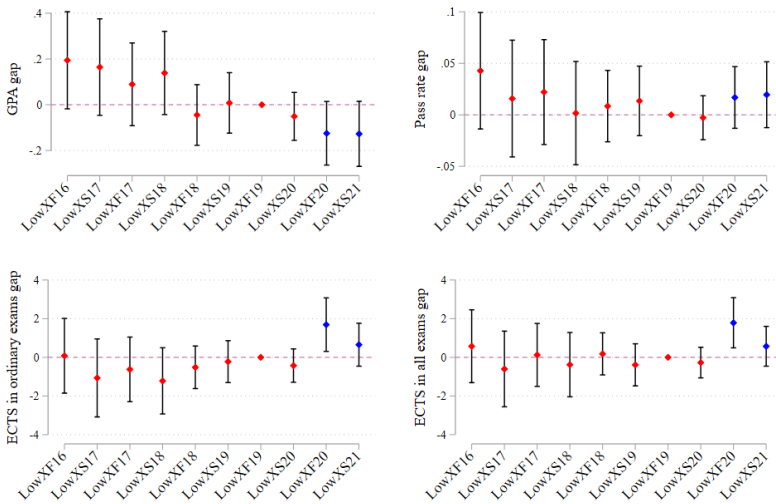 GPA gap
.4
.2
0
-.2
LowXF16 LowXS17 LowXF17 LowXS18 LowXF18 LowXS19 LowXF19 LowXS20 LowXF20 LowXS21
Pass rate gap
.1
.05
0
-.05
LowXF16 LowXS17 LowXF17 LowXS18 LowXF18 LowXS19 LowXF19 LowXS20 LowXF20 LowXS21
ECTS in ordinary exams gap
4
2
0
-2
-4
LowXF16 LowXS17 LowXF17 LowXS18 LowXF18 LowXS19 LowXF19 LowXS20 LowXF20 LowXS21
ECTS in all exams gap
4
2
0
-2
-4
LowXF16 LowXS17 LowXF17 LowXS18 LowXF18 LowXS19 LowXF19 LowXS20 LowXF20 LowXS21